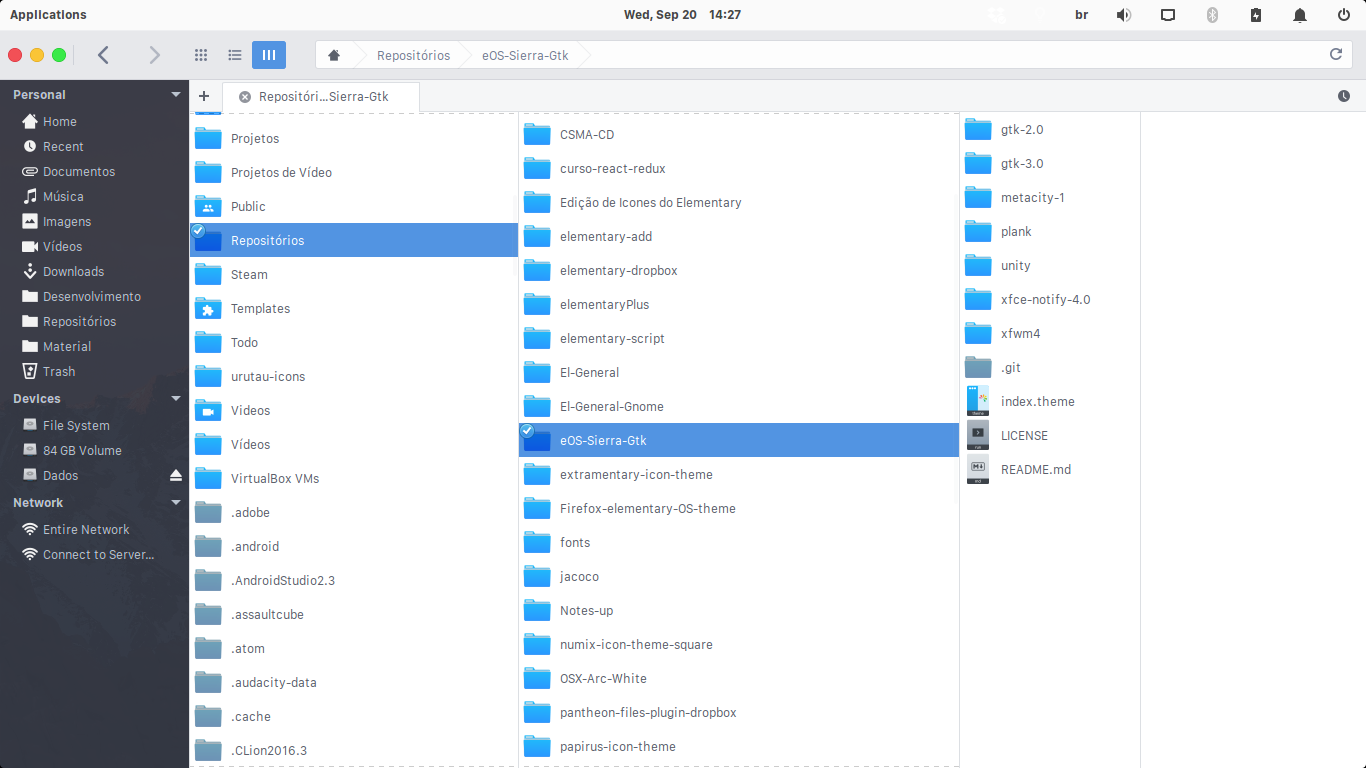 Applications
Wed, Sep 20 14:27
br
Repositórios
eOS-Sierra-Gtk
Repositóri...Sierra-Gtk
Personal
Home
Recent
Documentos
Música
Imagens
Vídeos
Downloads
Desenvolvimento
Repositórios
Material
Trash
Devices
File System
84 GB Volume
Dados
Network
Entire Network
Connect to Server...
Projetos
Projetos de Vídeo
Public
Repositórios
Steam
Templates
Todo
urutau-icons
Videos
Vídeos
VirtualBox VMs
.adobe
.android
.AndroidStudio2.3
.assaultcube
.atom
.audacity-data
.cache
.CLion2016.3
CSMA-CD
curso-react-redux
Edição de Icones do Elementary
elementary-add
elementary-dropbox
elementaryPlus
elementary-script
El-General
El-General-Gnome
eOS-Sierra-Gtk
extramentary-icon-theme
Firefox-elementary-OS-theme
fonts
jacoco
Notes-up
numix-icon-theme-square
OSX-Arc-White
pantheon-files-plugin-dropbox
papirus-icon-theme
gtk-2.0
gtk-3.0
metacity-1
plank
unity
xfce-notify-4.0
xfwm4
.git
index.theme
LICENSE
README.md